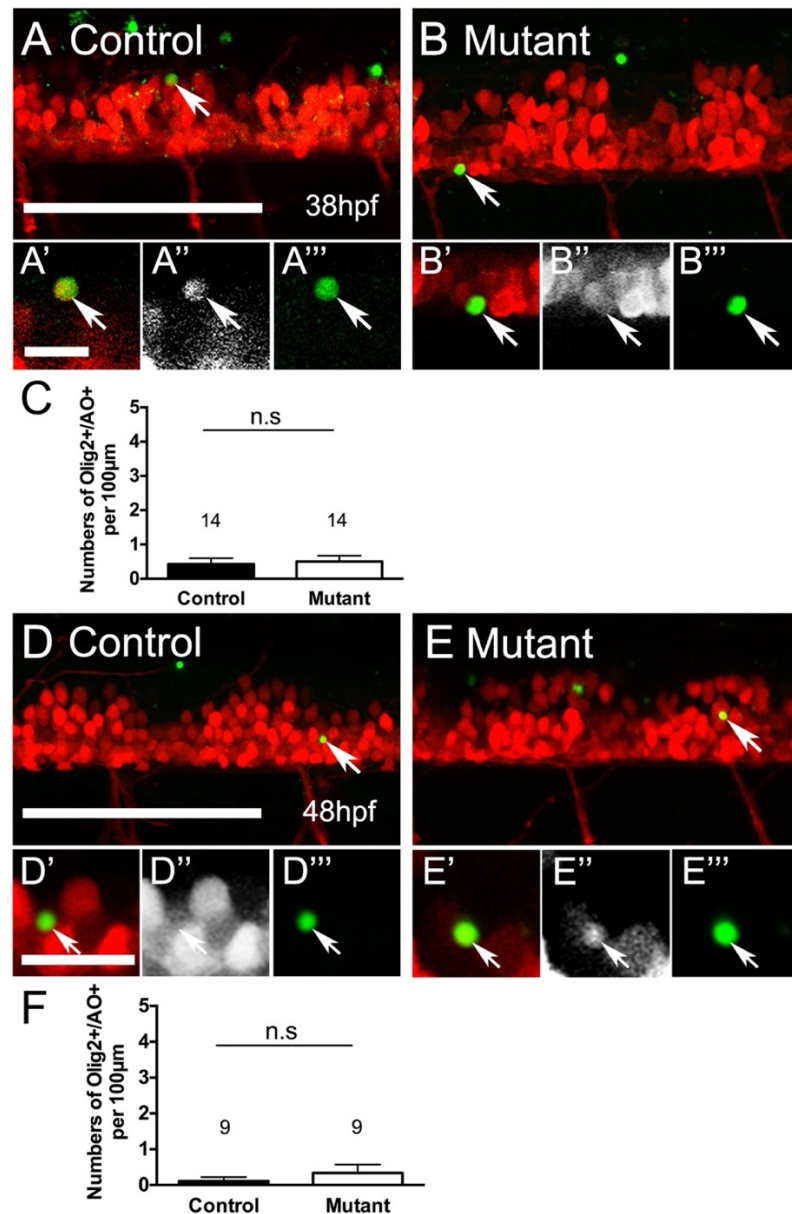 A Control
B Mutant
38hpf
A'
A''
A'''
B'
B''
B'''
C
Numbers of Olig2+/AO+
per 100µm
5
4
3
2
1
0
n.s
14
14
Control
Mutant
D Control
E Mutant
48hpf
D'
D''
D'''
E'
E''
E'''
F
Numbers of Olig2+/AO+
per 100µm
5
4
3
2
1
0
n.s
9
9
Control
Mutant